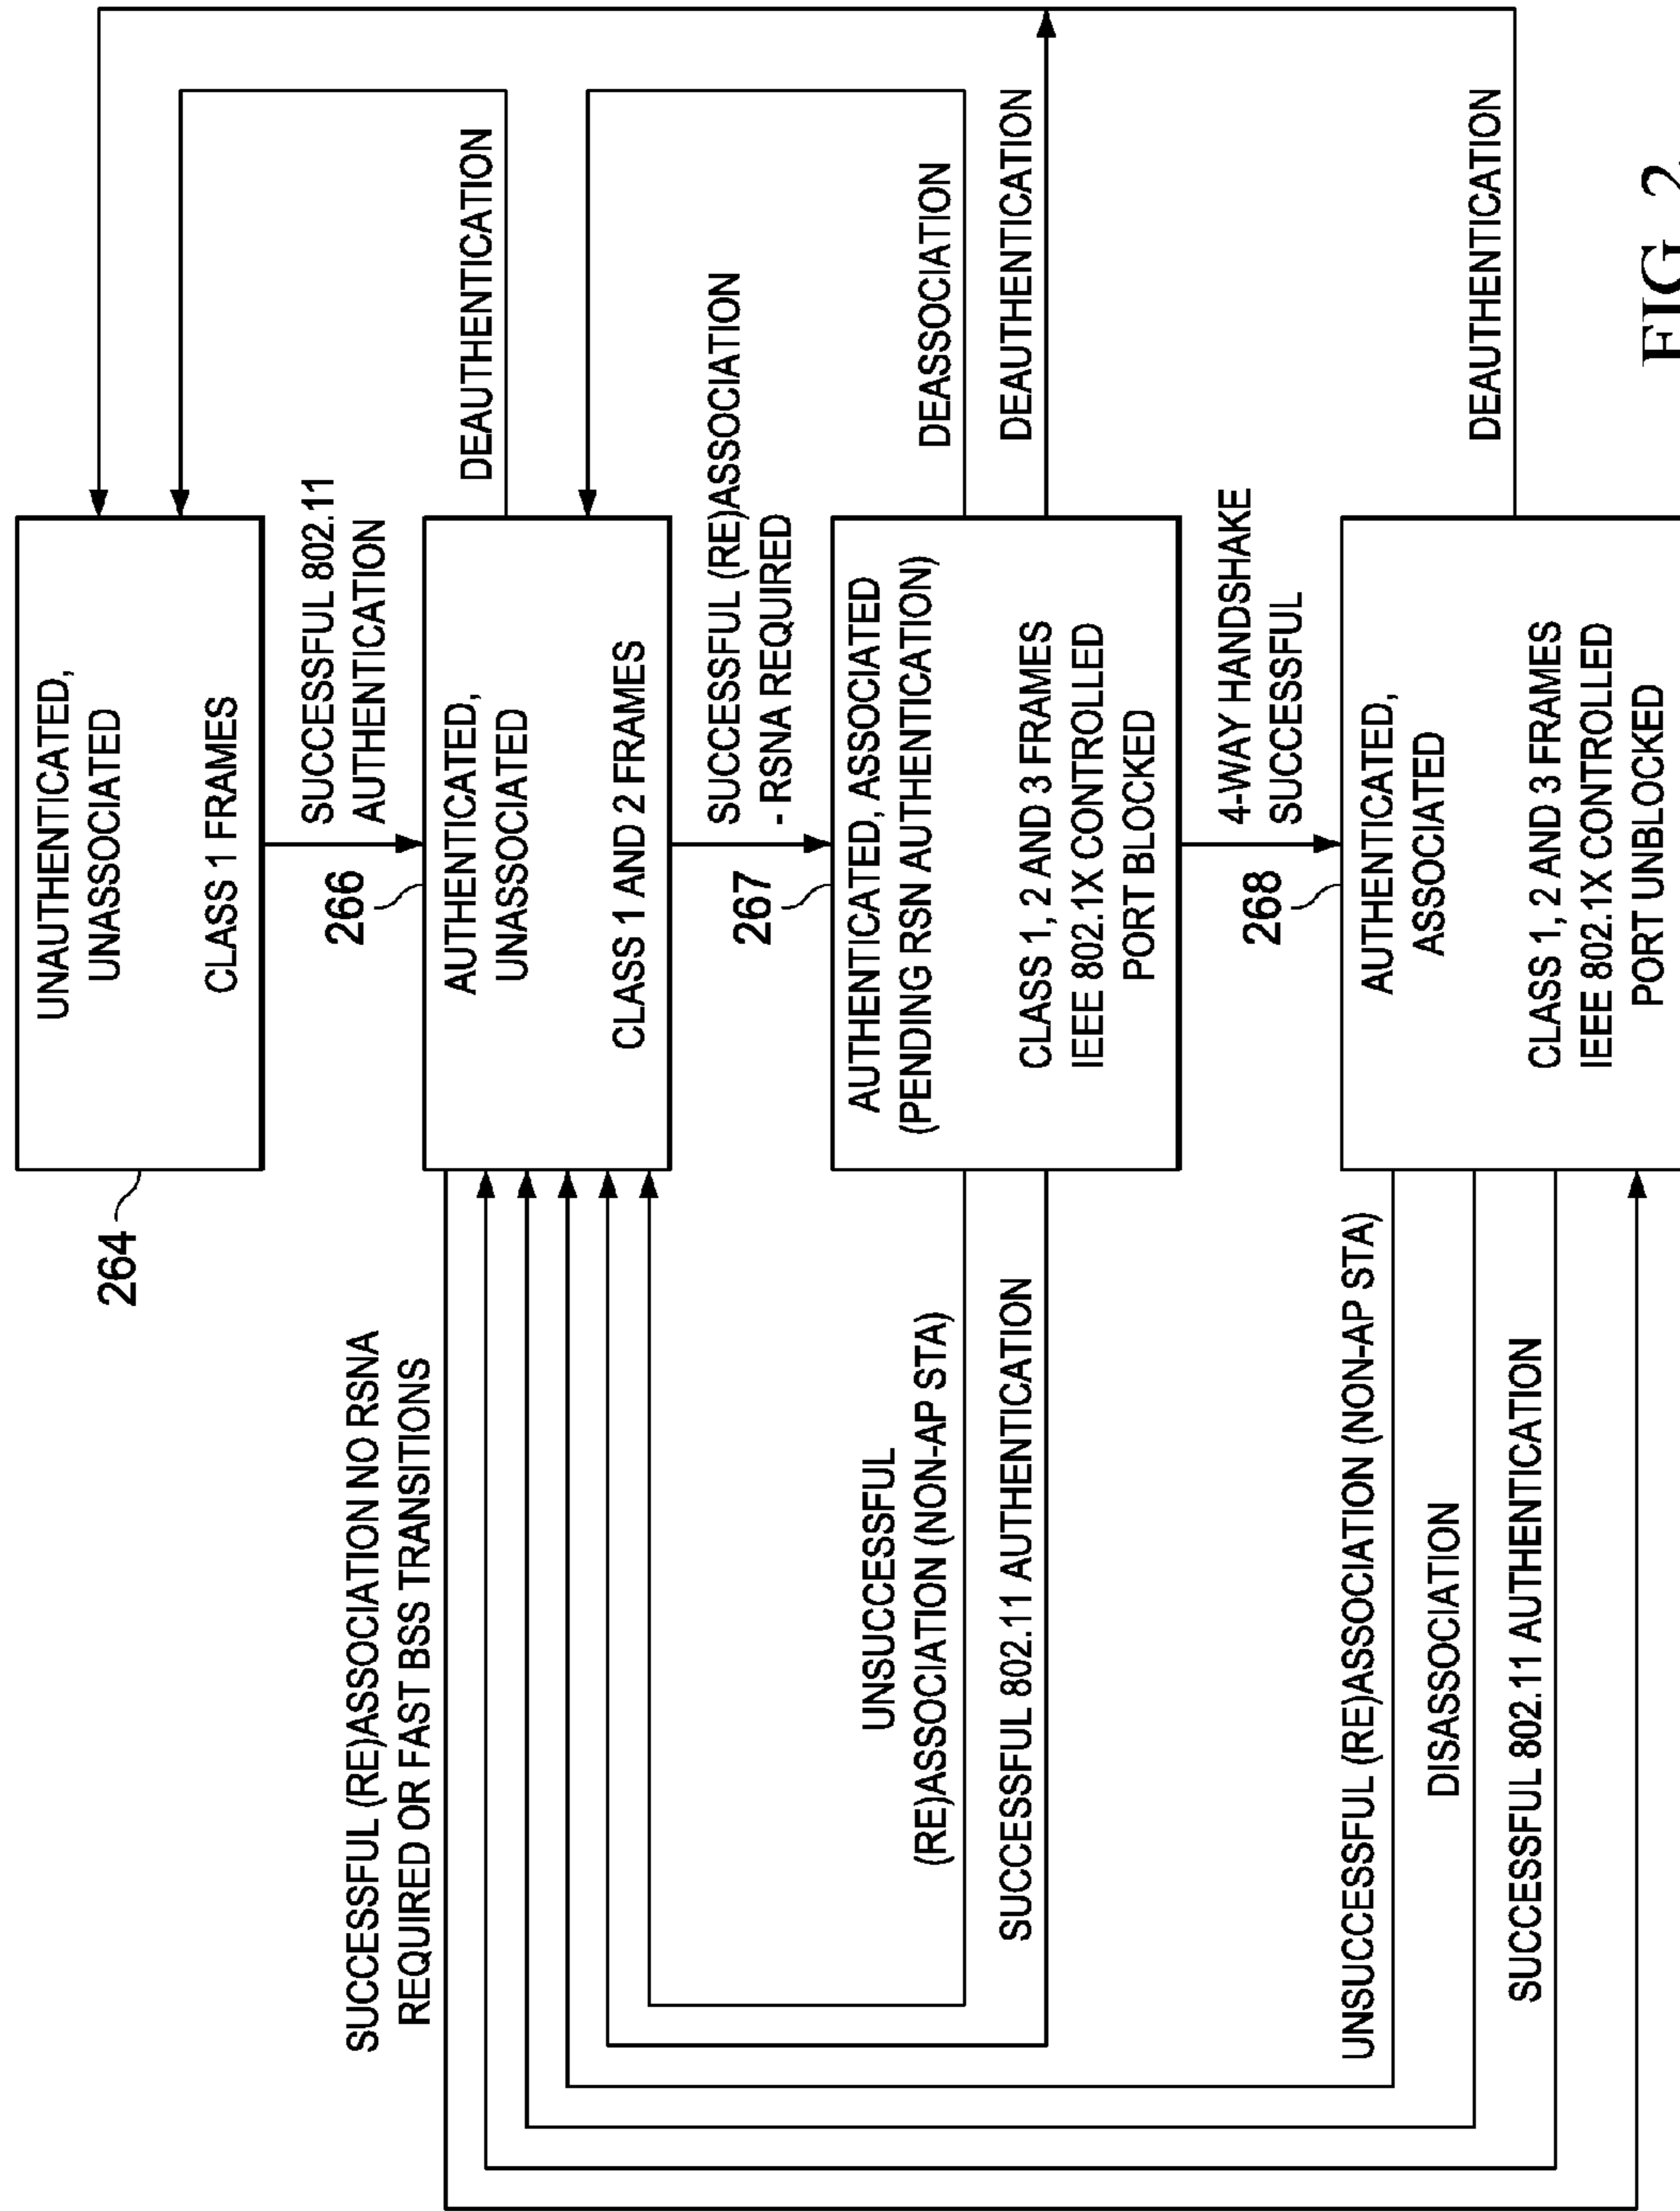 264
UNAUTHENTICATED,
UNASSOCIATED
CLASS 1 FRAMES
SUCCESSFUL 802.11
AUTHENTICATION
266
AUTHENTICATED,
UNASSOCIATED
CLASS 1 AND 2 FRAMES
DEAUTHENTICATION
SUCCESSFUL (RE)ASSOCIATION NO RSNA
REQUIRED OR FAST BSS TRANSITIONS
SUCCESSFUL (RE)ASSOCIATION
- RSNA REQUIRED
267
AUTHENTICATED, ASSOCIATED
(PENDING RSN AUTHENTICATION)
CLASS 1, 2 AND 3 FRAMES
IEEE 802.1X CONTROLLED
PORT BLOCKED
UNSUCCESSFUL
(RE)ASSOCIATION (NON-AP STA)
SUCCESSFUL 802.11 AUTHENTICATION
DEASSOCIATION
DEAUTHENTICATION
4-WAY HANDSHAKE
SUCCESSFUL
268
AUTHENTICATED,
ASSOCIATED
CLASS 1, 2 AND 3 FRAMES
IEEE 802.1X CONTROLLED
PORT UNBLOCKED
UNSUCCESSFUL (RE)ASSOCIATION (NON-AP STA)
DISASSOCIATION
SUCCESSFUL 802.11 AUTHENTICATION
DEAUTHENTICATION
FIG. 2